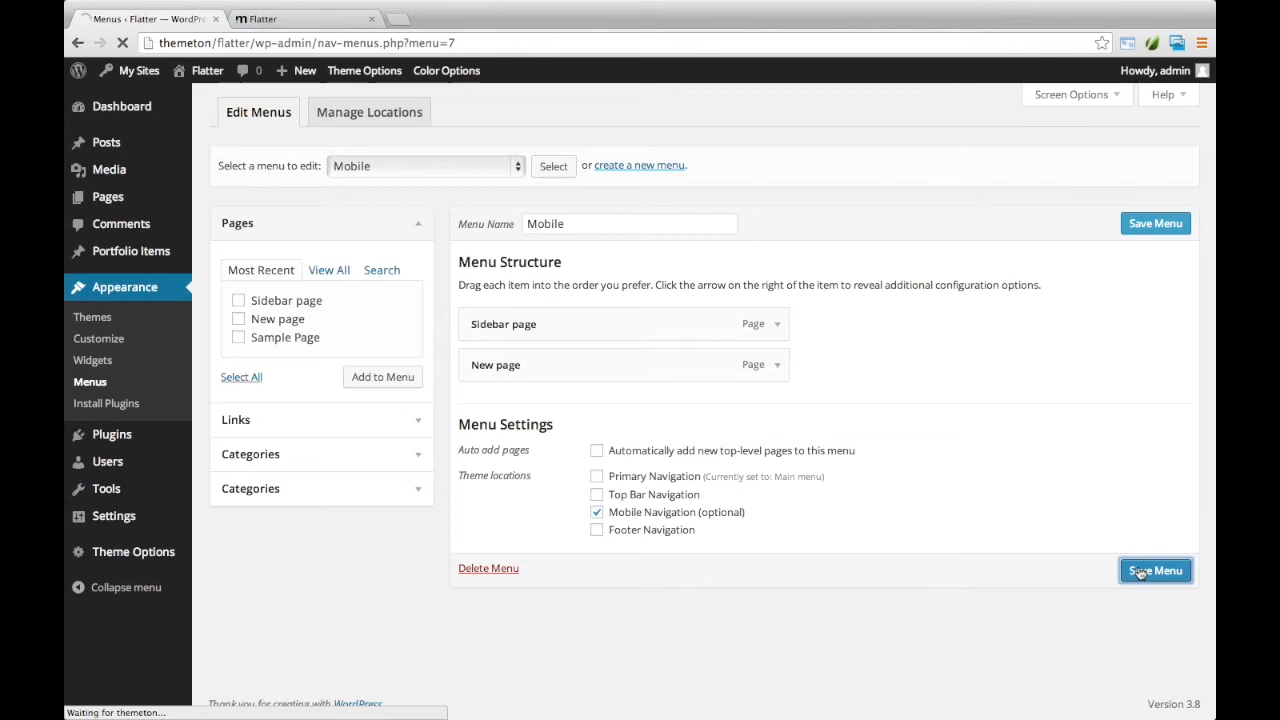 Menus ‹ Flatter — WordPre
Flatter
themeton/flatter/wp-admin/nav-menus.php?menu=7
My Sites
Flatter
0
New
Theme Options
Color Options
Howdy, admin
Dashboard
Posts
Media
Pages
Comments
Portfolio Items
Appearance
Themes
Customize
Widgets
Menus
Install Plugins
Plugins
Users
Tools
Settings
Theme Options
Collapse menu
Screen Options
Help
Edit Menus
Manage Locations
Select a menu to edit: Mobile Select or create a new menu.
Pages
Most Recent View All Search
Sidebar page
New page
Sample Page
Select All Add to Menu
Links
Categories
Categories
Menu Name Mobile Save Menu
Menu Structure
Drag each item into the order you prefer. Click the arrow on the right of the item to reveal additional configuration options.
Sidebar page Page
New page Page
Menu Settings
Auto add pages Automatically add new top-level pages to this menu
Theme locations Primary Navigation (Currently set to: Main menu)
Top Bar Navigation
Mobile Navigation (optional)
Footer Navigation
Delete Menu Save Menu
Thank you for creating with WordPress
Version 3.8
Waiting for themeton...